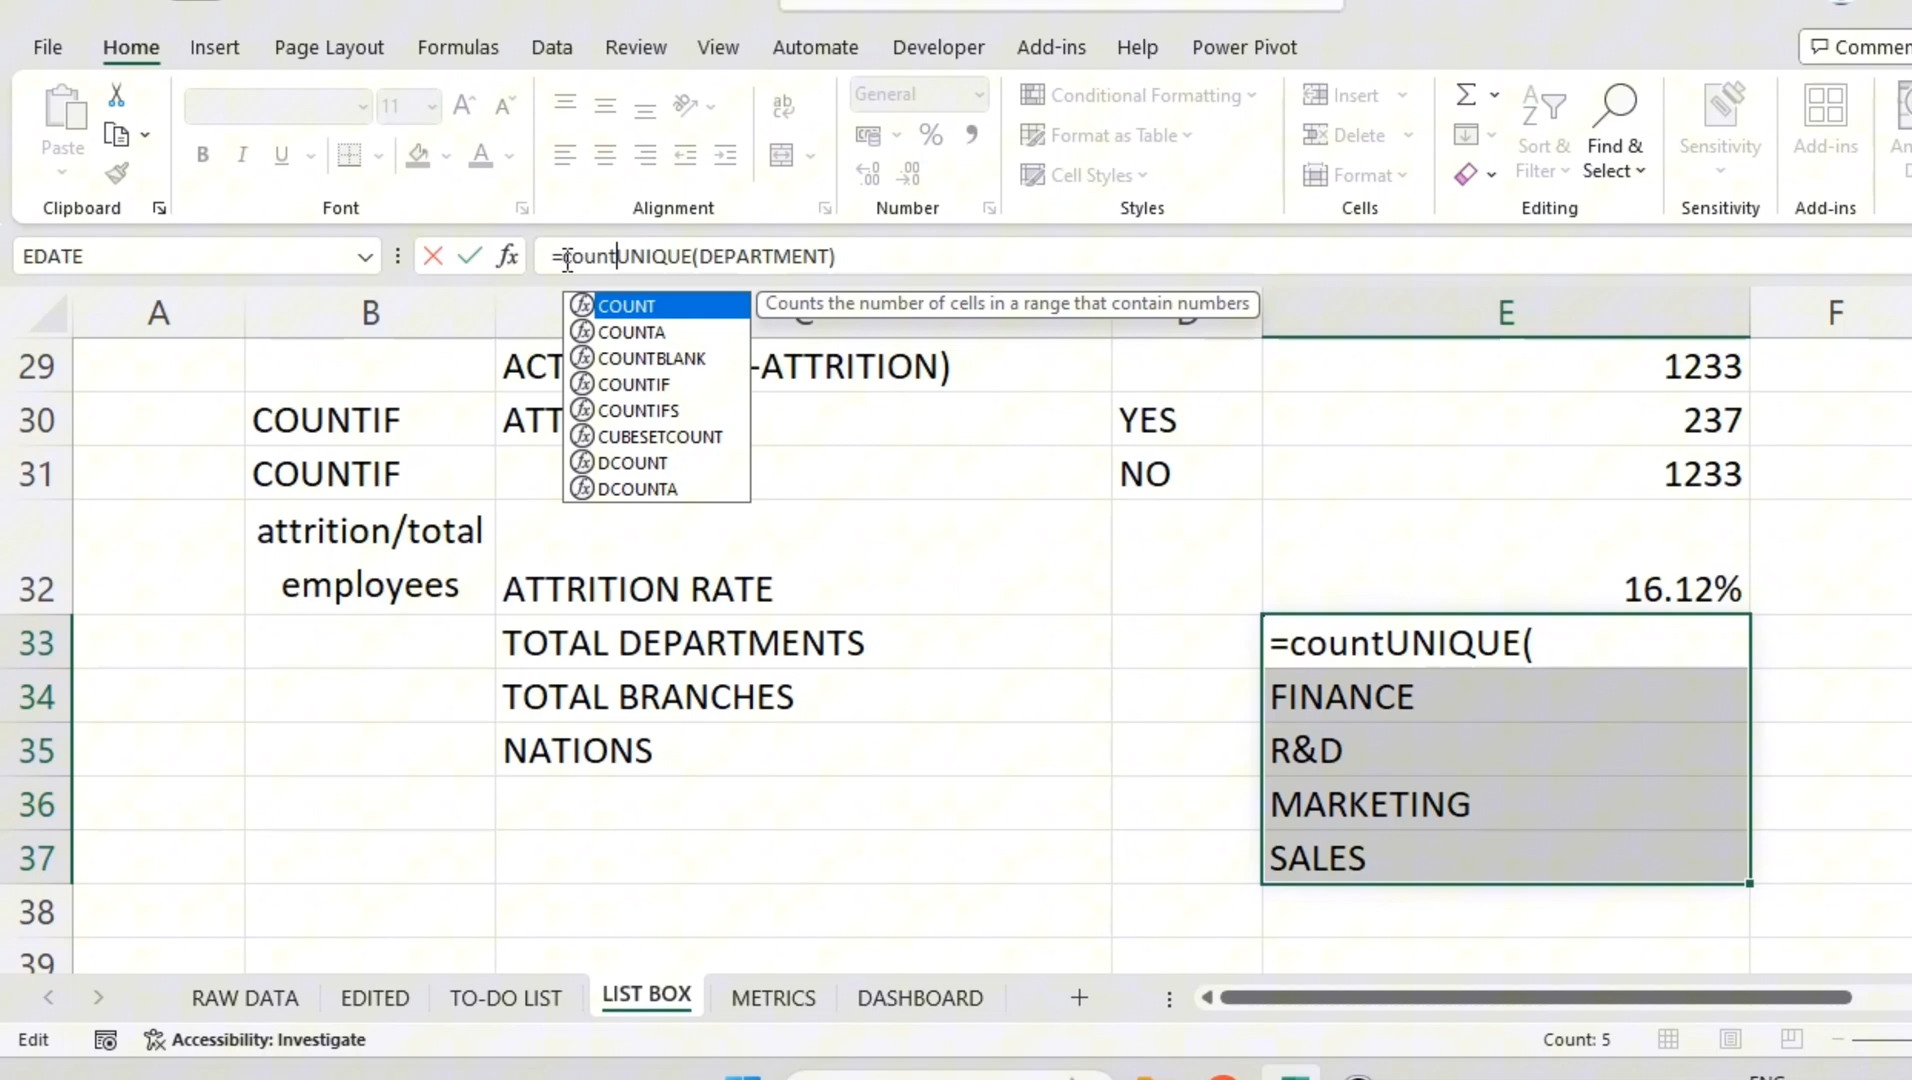 File Home Insert Page Layout Formulas Data Review View Automate Developer Add-ins Help Power Pivot
11 General Conditional Formatting Insert
Paste Format as Table Delete Sort & Find & Sensitivity Add-ins
B I U A Cell Styles Format Filter Select
Clipboard Font Alignment Number Styles Cells Editing Sensitivity Add-ins
EDATE fx =countUNIQUE(DEPARTMENT)
COUNT Counts the number of cells in a range that contain numbers
COUNTA
COUNTBLANK
COUNTIF
COUNTIFS
CUBESETCOUNT
DCOUNT
DCOUNTA
A B E F
29 ACT -ATTRITION) 1233
30 COUNTIF ATT YES 237
31 COUNTIF NO 1233
attrition/total
32 employees ATTRITION RATE 16.12%
33 TOTAL DEPARTMENTS =countUNIQUE(
34 TOTAL BRANCHES FINANCE
35 NATIONS R&D
36 MARKETING
37 SALES
38
39
RAW DATA EDITED TO-DO LIST LIST BOX METRICS DASHBOARD
Edit Accessibility: Investigate Count: 5